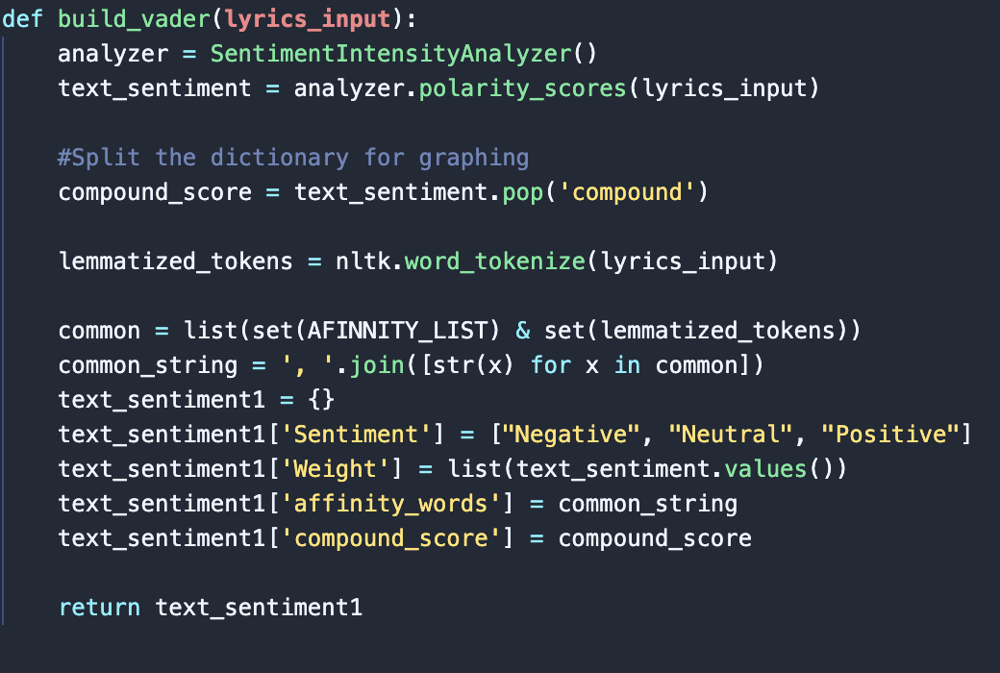 def build_vader(lyrics_input):
    analyzer = SentimentIntensityAnalyzer()
    text_sentiment = analyzer.polarity_scores(lyrics_input)

    #Split the dictionary for graphing
    compound_score = text_sentiment.pop('compound')

    lemmatized_tokens = nltk.word_tokenize(lyrics_input)

    common = list(set(AFINNITY_LIST) & set(lemmatized_tokens))
    common_string = ', '.join([str(x) for x in common])
    text_sentiment1 = {}
    text_sentiment1['Sentiment'] = ["Negative", "Neutral", "Positive"]
    text_sentiment1['Weight'] = list(text_sentiment.values())
    text_sentiment1['affinity_words'] = common_string
    text_sentiment1['compound_score'] = compound_score

    return text_sentiment1